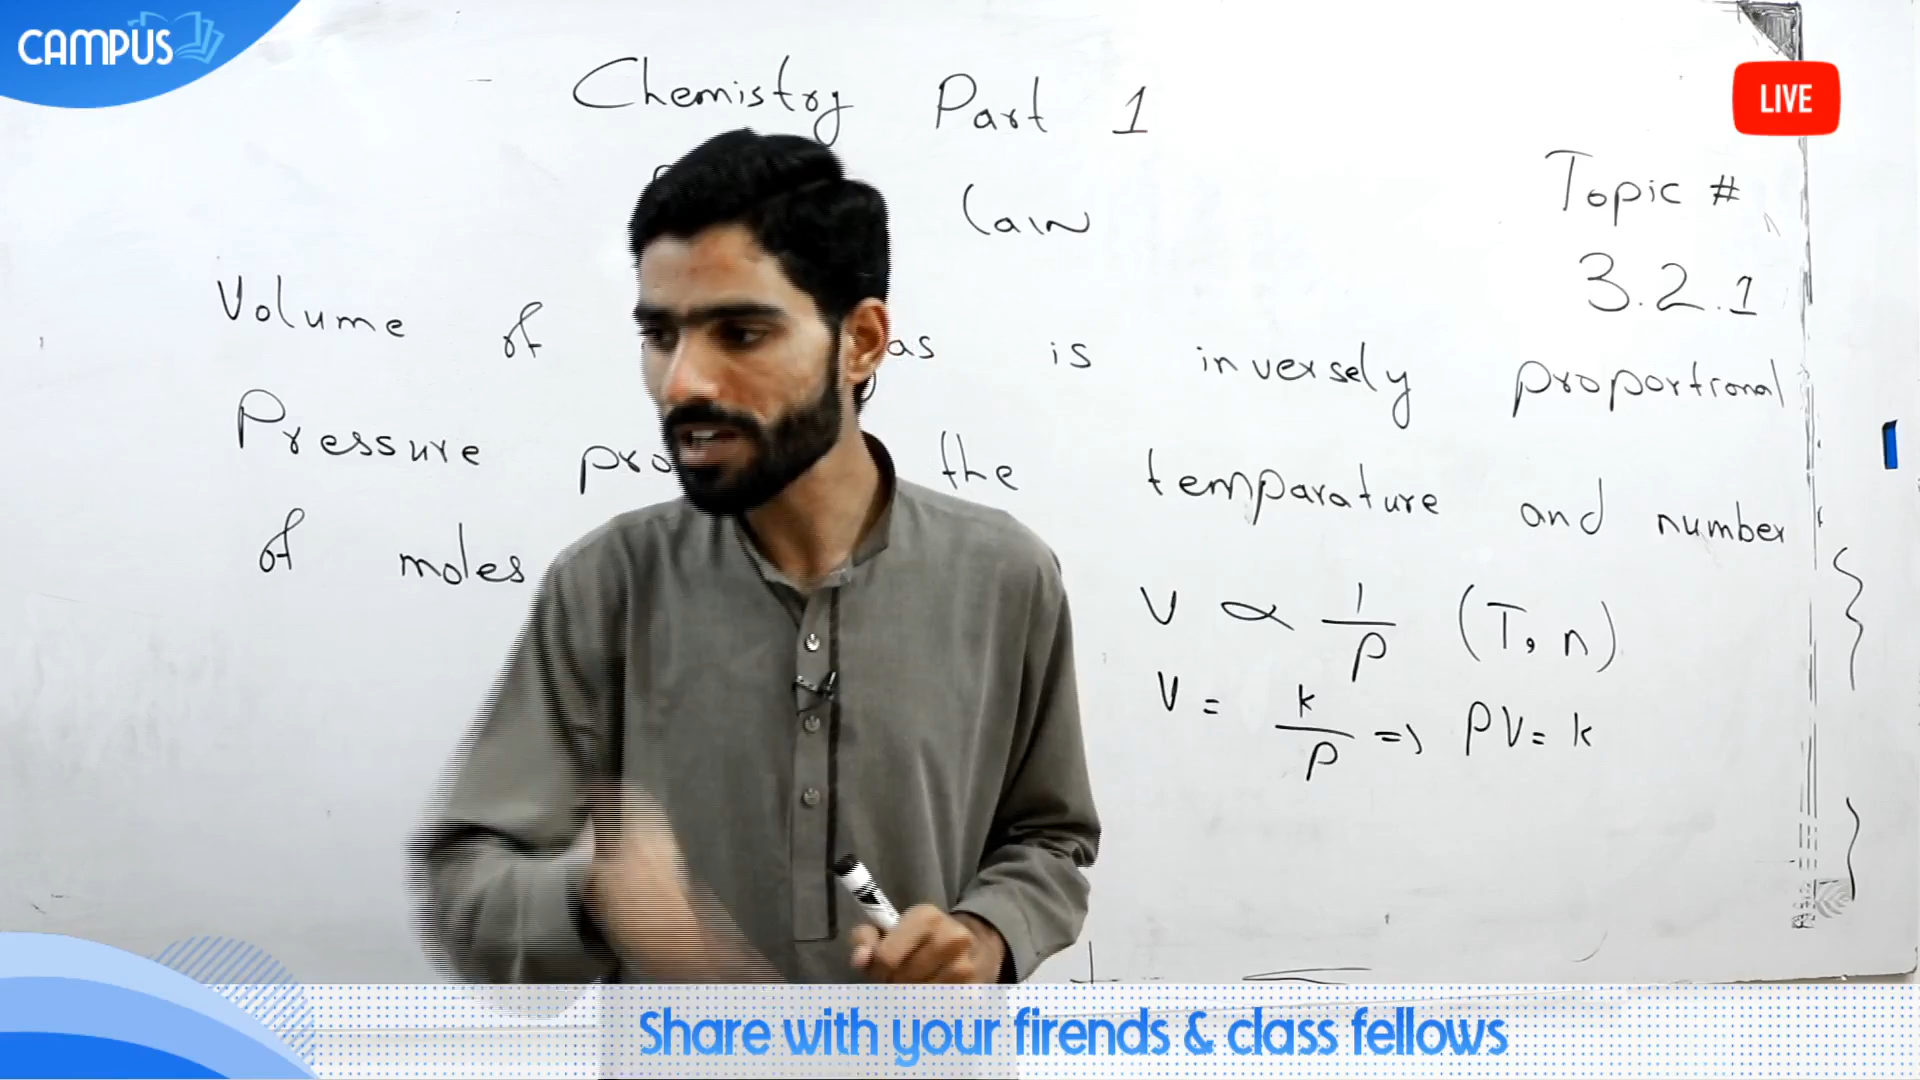 CAMPUS
LIVE
Chemistry Part 1
Law
Topic #
3.2.1
Volume of as is inversely proportional
Pressure pro the temparature and number
of moles
V ∝ 1/P (T, n)
V = k/P => PV = k
Share with your firends & class fellows